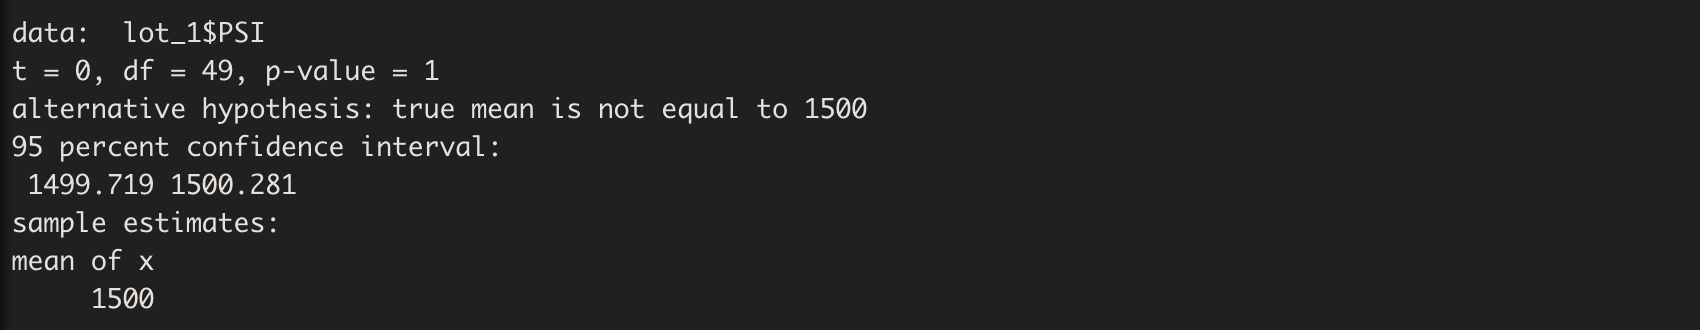 data:  lot_1$PSI
t = 0, df = 49, p-value = 1
alternative hypothesis: true mean is not equal to 1500
95 percent confidence interval:
 1499.719 1500.281
sample estimates:
mean of x
     1500